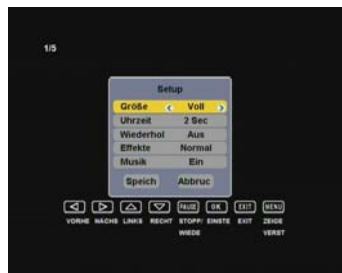 1/5
Setup
Größe < Voll >
Uhrzeit 2 Sec
Wiederhol Aus
Effekte Normal
Musik Ein
Speich Abbruc
PAUSE OK EXIT MENU
VORHE NÄCHS LINKS RECHT STOPP/ EINSTE EXIT ZEIGE
WIEDE VERST